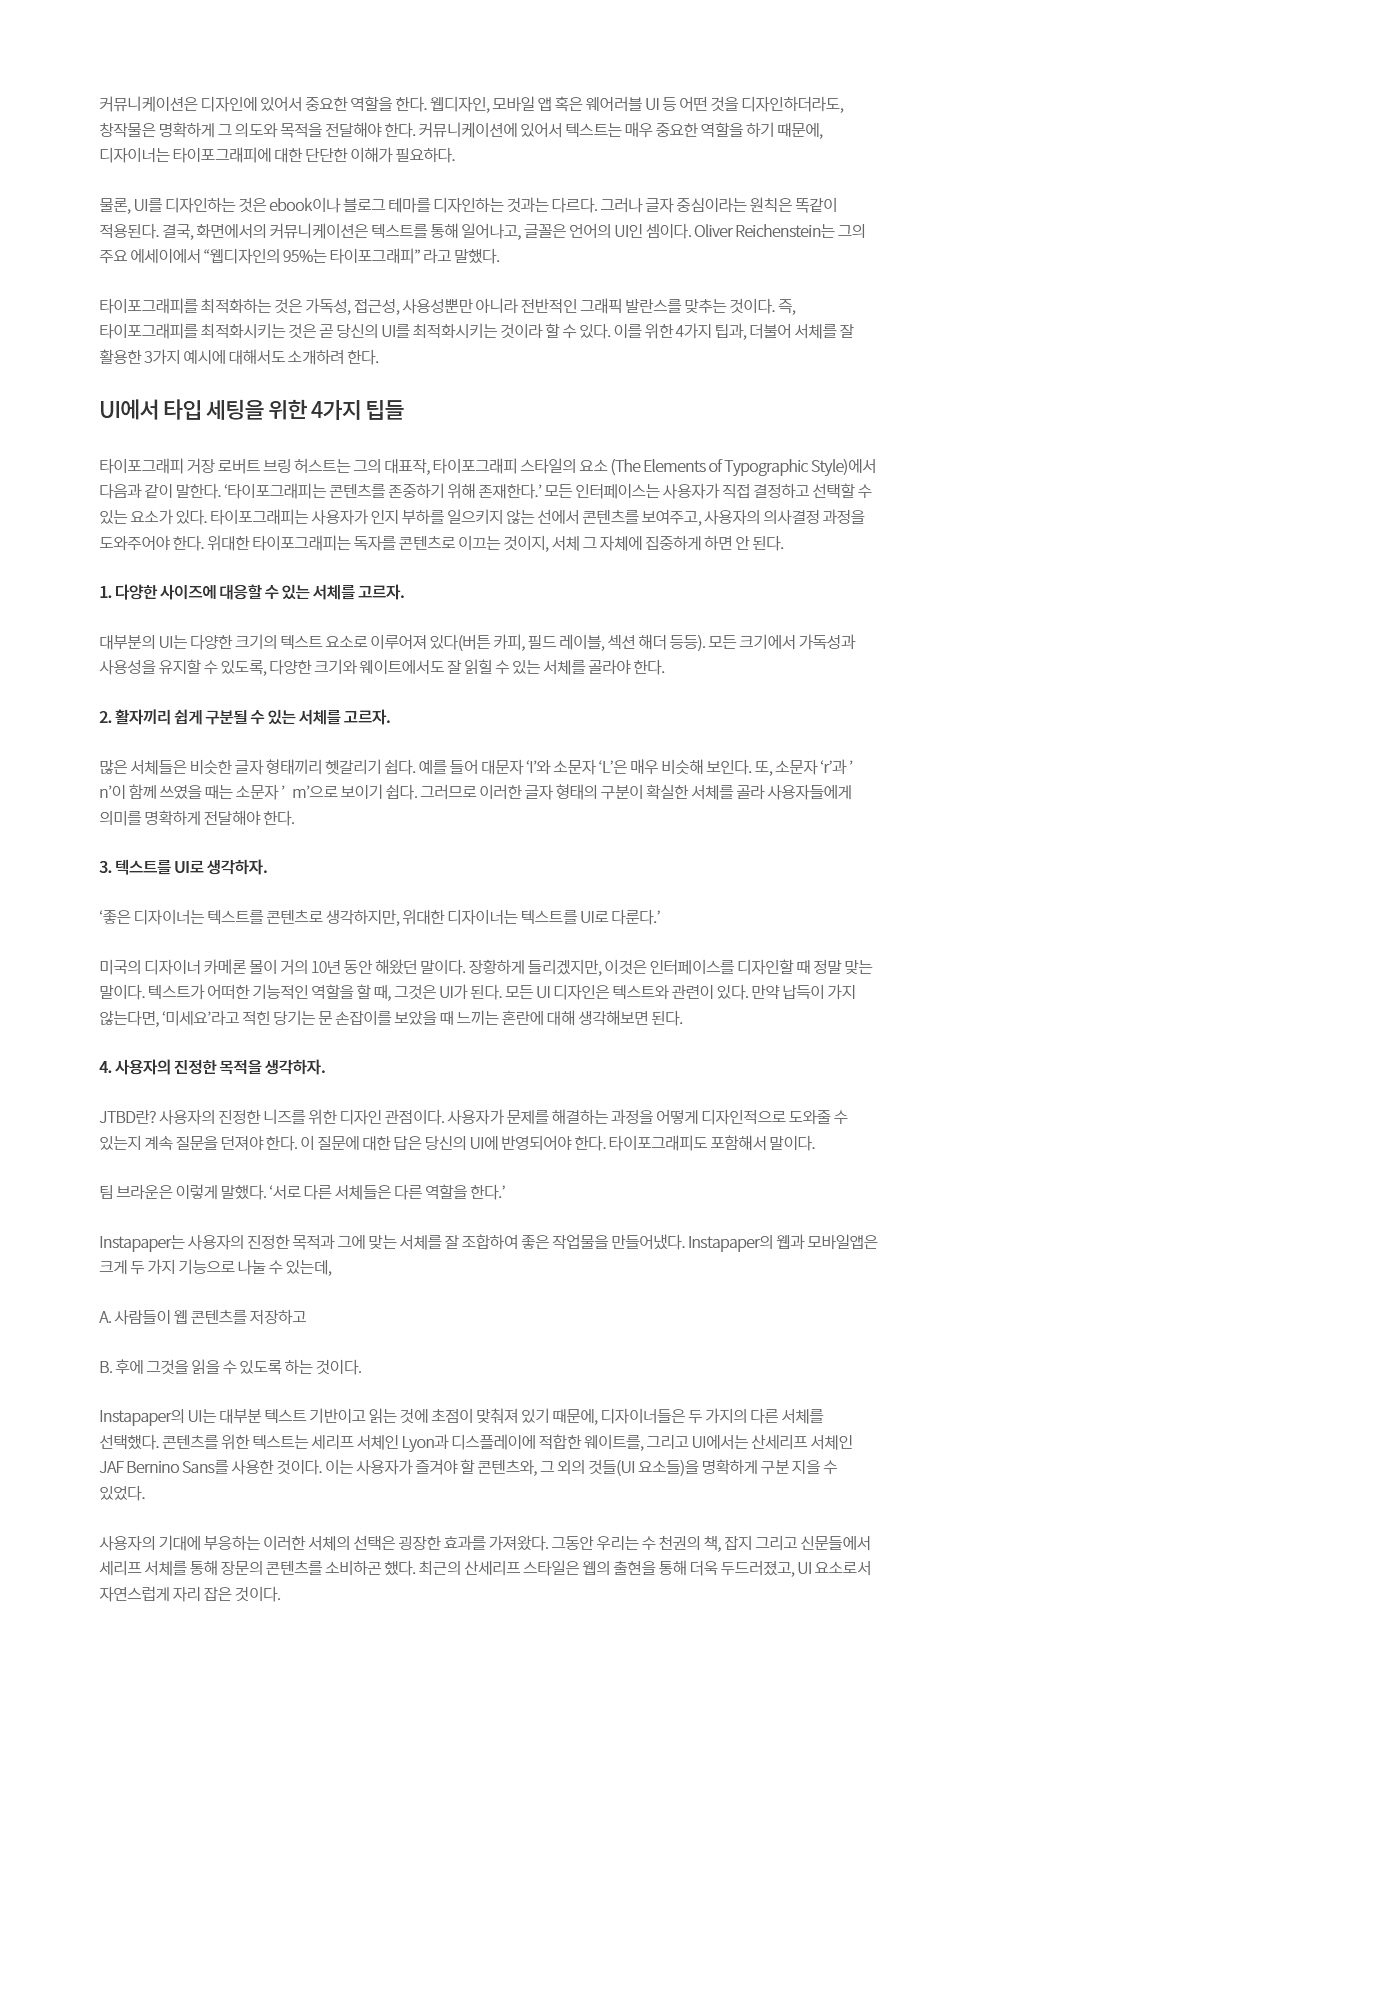 커뮤니케이션은 디자인에 있어서 중요한 역할을 한다. 웹디자인, 모바일 앱 혹은 웨어러블 UI 등 어떤 것을 디자인하더라도,
창작물은 명확하게 그 의도와 목적을 전달해야 한다. 커뮤니케이션에 있어서 텍스트는 매우 중요한 역할을 하기 때문에,
디자이너는 타이포그래피에 대한 단단한 이해가 필요하다.
물론, UI를 디자인하는 것은 ebook이나 블로그 테마를 디자인하는 것과는 다르다. 그러나 글자 중심이라는 원칙은 똑같이
적용된다. 결국, 화면에서의 커뮤니케이션은 텍스트를 통해 일어나고, 글꼴은 언어의 UI인 셈이다. Oliver Reichenstein는 그의
주요 에세이에서 “웹디자인의 95%는 타이포그래피” 라고 말했다.
타이포그래피를 최적화하는 것은 가독성, 접근성, 사용성뿐만 아니라 전반적인 그래픽 발란스를 맞추는 것이다. 즉,
타이포그래피를 최적화시키는 것은 곧 당신의 UI를 최적화시키는 것이라 할 수 있다. 이를 위한 4가지 팁과, 더불어 서체를 잘
활용한 3가지 예시에 대해서도 소개하려 한다.
UI에서 타입 세팅을 위한 4가지 팁들
타이포그래피 거장 로버트 브링 허스트는 그의 대표작, 타이포그래피 스타일의 요소 (The Elements of Typographic Style)에서
다음과 같이 말한다. ‘타이포그래피는 콘텐츠를 존중하기 위해 존재한다.’ 모든 인터페이스는 사용자가 직접 결정하고 선택할 수
있는 요소가 있다. 타이포그래피는 사용자가 인지 부하를 일으키지 않는 선에서 콘텐츠를 보여주고, 사용자의 의사결정 과정을
도와주어야 한다. 위대한 타이포그래피는 독자를 콘텐츠로 이끄는 것이지, 서체 그 자체에 집중하게 하면 안 된다.
1. 다양한 사이즈에 대응할 수 있는 서체를 고르자.
대부분의 UI는 다양한 크기의 텍스트 요소로 이루어져 있다(버튼 카피, 필드 레이블, 섹션 해더 등등). 모든 크기에서 가독성과
사용성을 유지할 수 있도록, 다양한 크기와 웨이트에서도 잘 읽힐 수 있는 서체를 골라야 한다.
2. 활자끼리 쉽게 구분될 수 있는 서체를 고르자.
많은 서체들은 비슷한 글자 형태끼리 헷갈리기 쉽다. 예를 들어 대문자 ‘I’와 소문자 ‘L’은 매우 비슷해 보인다. 또, 소문자 ‘r’과 ’
n’이 함께 쓰였을 때는 소문자 ’ m’으로 보이기 쉽다. 그러므로 이러한 글자 형태의 구분이 확실한 서체를 골라 사용자들에게
의미를 명확하게 전달해야 한다.
3. 텍스트를 UI로 생각하자.
‘좋은 디자이너는 텍스트를 콘텐츠로 생각하지만, 위대한 디자이너는 텍스트를 UI로 다룬다.’
미국의 디자이너 카메론 몰이 거의 10년 동안 해왔던 말이다. 장황하게 들리겠지만, 이것은 인터페이스를 디자인할 때 정말 맞는
말이다. 텍스트가 어떠한 기능적인 역할을 할 때, 그것은 UI가 된다. 모든 UI 디자인은 텍스트와 관련이 있다. 만약 납득이 가지
않는다면, ‘미세요’라고 적힌 당기는 문 손잡이를 보았을 때 느끼는 혼란에 대해 생각해보면 된다.
4. 사용자의 진정한 목적을 생각하자.
JTBD란? 사용자의 진정한 니즈를 위한 디자인 관점이다. 사용자가 문제를 해결하는 과정을 어떻게 디자인적으로 도와줄 수
있는지 계속 질문을 던져야 한다. 이 질문에 대한 답은 당신의 UI에 반영되어야 한다. 타이포그래피도 포함해서 말이다.
팀 브라운은 이렇게 말했다. ‘서로 다른 서체들은 다른 역할을 한다.’
Instapaper는 사용자의 진정한 목적과 그에 맞는 서체를 잘 조합하여 좋은 작업물을 만들어냈다. Instapaper의 웹과 모바일앱은
크게 두 가지 기능으로 나눌 수 있는데,
A. 사람들이 웹 콘텐츠를 저장하고
B. 후에 그것을 읽을 수 있도록 하는 것이다.
Instapaper의 UI는 대부분 텍스트 기반이고 읽는 것에 초점이 맞춰져 있기 때문에, 디자이너들은 두 가지의 다른 서체를
선택했다. 콘텐츠를 위한 텍스트는 세리프 서체인 Lyon과 디스플레이에 적합한 웨이트를, 그리고 UI에서는 산세리프 서체인
JAF Bernino Sans를 사용한 것이다. 이는 사용자가 즐겨야 할 콘텐츠와, 그 외의 것들(UI 요소들)을 명확하게 구분 지을 수
있었다.
사용자의 기대에 부응하는 이러한 서체의 선택은 굉장한 효과를 가져왔다. 그동안 우리는 수 천권의 책, 잡지 그리고 신문들에서
세리프 서체를 통해 장문의 콘텐츠를 소비하곤 했다. 최근의 산세리프 스타일은 웹의 출현을 통해 더욱 두드러졌고, UI 요소로서
자연스럽게 자리 잡은 것이다.